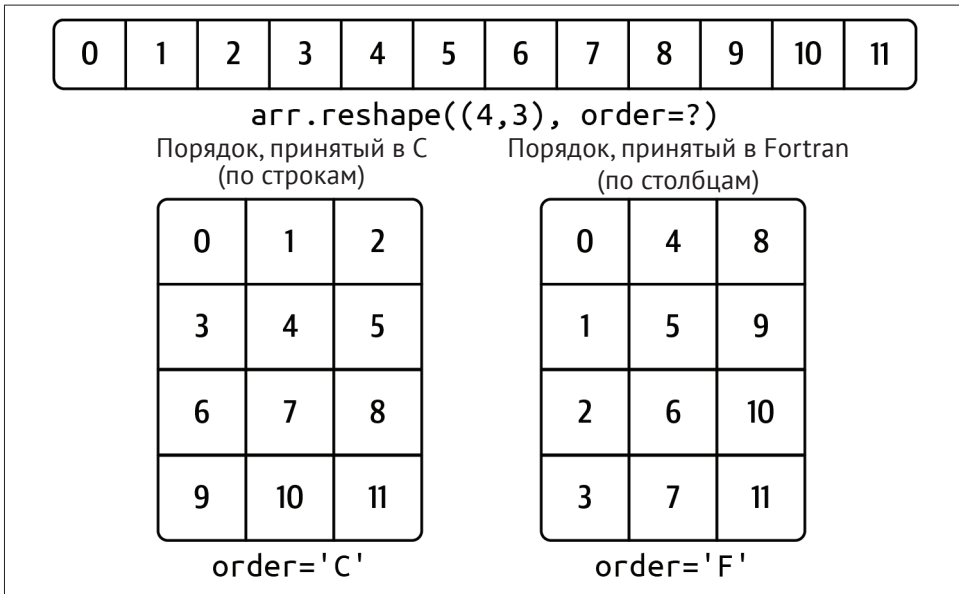 0 1 2 3 4 5 6 7 8 9 10 11
arr.reshape((4,3), order=?)
Порядок, принятый в C
(по строкам)
0 1 2
3 4 5
6 7 8
9 10 11
order='C'
Порядок, принятый в Fortran
(по столбцам)
0 4 8
1 5 9
2 6 10
3 7 11
order='F'